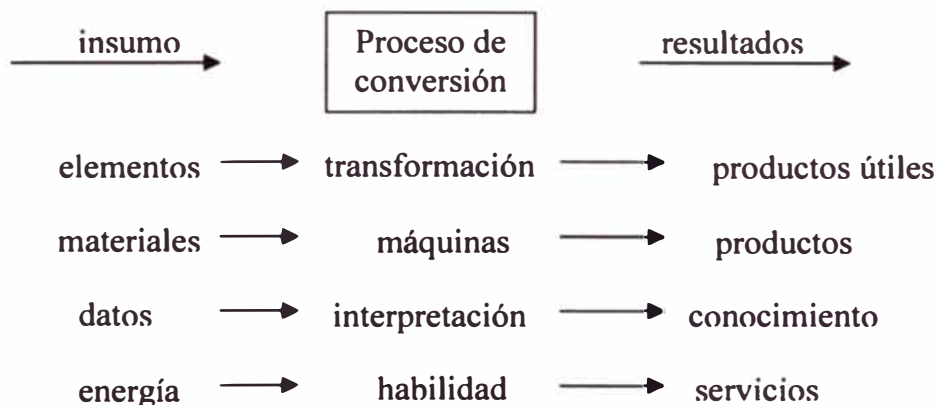 insumo Proceso de conversión resultados
elementos transformación productos útiles
materiales máquinas productos
datos interpretación conocimiento
energía habilidad servicios